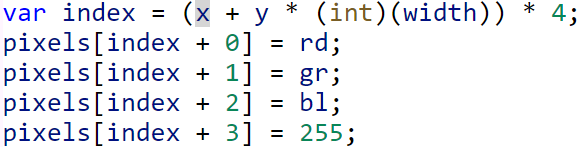 var index = (x + y * (int)(width)) * 4;
pixels[index + 0] = rd;
pixels[index + 1] = gr;
pixels[index + 2] = bl;
pixels[index + 3] = 255;